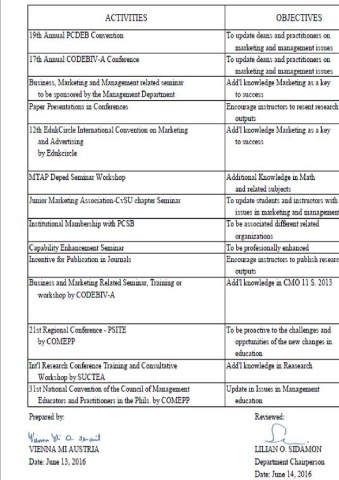 ACTIVITIES OBJECTIVES
19th Annual PCDEB Convention To update deans and practitioners on
marketing and management issues
17th Annual CODEBIV-A Conference To update deans and practitioners on
marketing and management issues
Business, Marketing and Management related seminar Add'l knowledge Marketing as a key
to be sponsored by the Management Department to success
Paper Presentations in Conferences Encourage instructors to resent research
outputs
12th EdukCircle International Convention on Marketing Add'l knowledge Marketing as a key
and Advertising to success
by Edukcircle
MTAP Deped Seminar Workshop Additional Knowledge in Math
and related subjects
Junior Marketing Association-CvSU chapter Seminar To update students and instructors with
issues in marketing and management
Institutional Mambership with PCSB To be associated different related
organizations
Capability Enhancement Seminar To be profesionally enhanced
Incentive for Publication in Journals Encourage instructors to publish resear
outputs
Business and Marketing Related Seminar, Training or Add'l knowledge in CMO 11 S. 2013
workshop by CODEBIV-A
21st Regional Conference - PSITE To be proactive to the challenges and
by COMEPP opprtunities of the new changes in
education
Int'l Research Conference Training and Consultative Add'l knowledge in Reasearch
Workshop by SUCTEA
31st National Convention of the Council of Management Update in Issues in Management
Educators and Practitioners in the Phils. by COMEPP education
Prepared by: Reviewed:
VIENNA MI AUSTRIA LILIAN O. SIDAMON
Date: June 13, 2016 Department Chairperson
Date: June 14, 2016